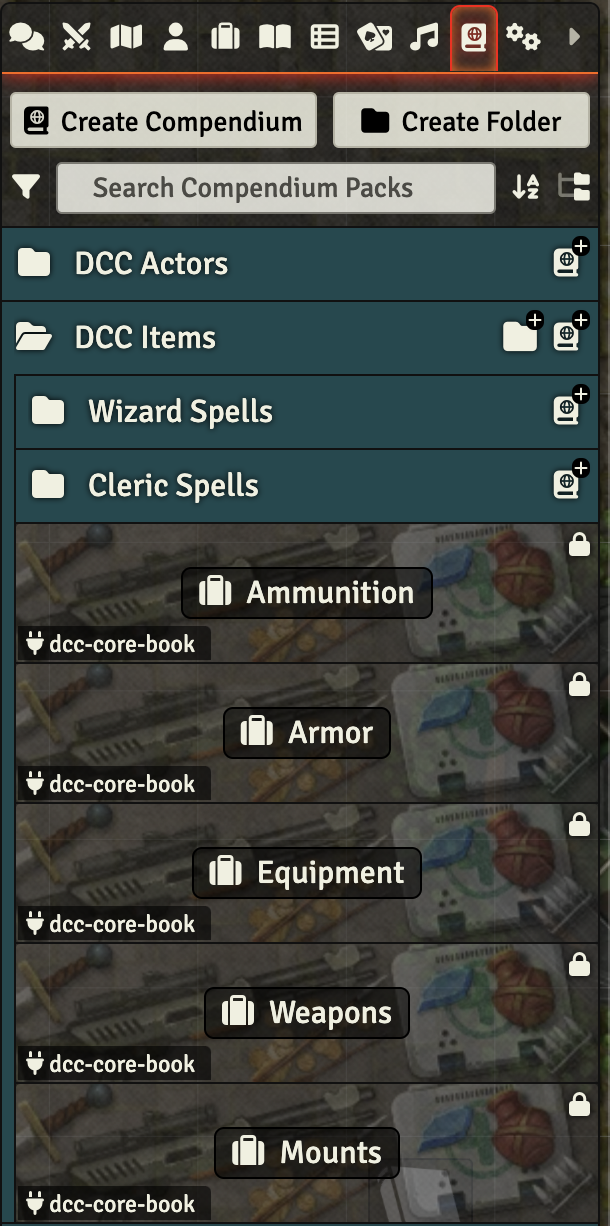 Create Compendium
Create Folder
Search Compendium Packs
DCC Actors
DCC Items
Wizard Spells
Cleric Spells
Ammunition
dcc-core-book
Armor
dcc-core-book
Equipment
dcc-core-book
Weapons
dcc-core-book
Mounts
dcc-core-book